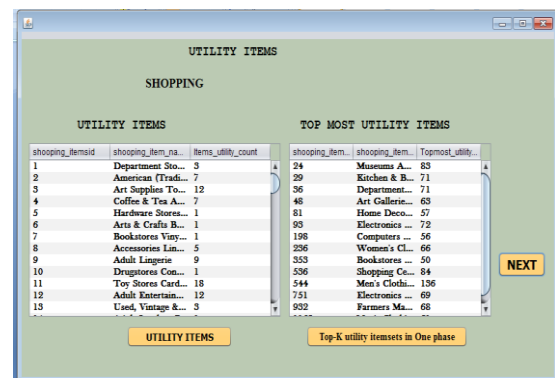 UTILITY ITEMS
SHOPPING
UTILITY ITEMS
TOP MOST UTILITY ITEMS
shooping_itemsid shooping_item_na... items_utility_count
1 Department Sto... 3
2 American (Tradi... 7
3 Art Supplies To... 12
4 Coffee & Tea A... 7
5 Hardware Stores... 1
6 Arts & Crafts B... 1
7 Bookstores Viny... 1
8 Accessories Lin... 5
9 Adult Lingerie 9
10 Drugstores Con... 1
11 Toy Stores Card... 18
12 Adult Entertain... 12
13 Used, Vintage &... 3
shooping_item... shooping_item... Topmost_utility...
24 Museums A... 83
29 Kitchen & B... 71
36 Department... 71
48 Art Gallerie... 63
81 Home Deco... 57
93 Electronics ... 72
198 Computers ... 56
236 Women's Cl... 66
353 Bookstores ... 50
536 Shopping Ce... 84
544 Men's Clothi... 136
751 Electronics ... 69
932 Farmers Ma... 68
NEXT
UTILITY ITEMS
Top-K utility itemsets in One phase